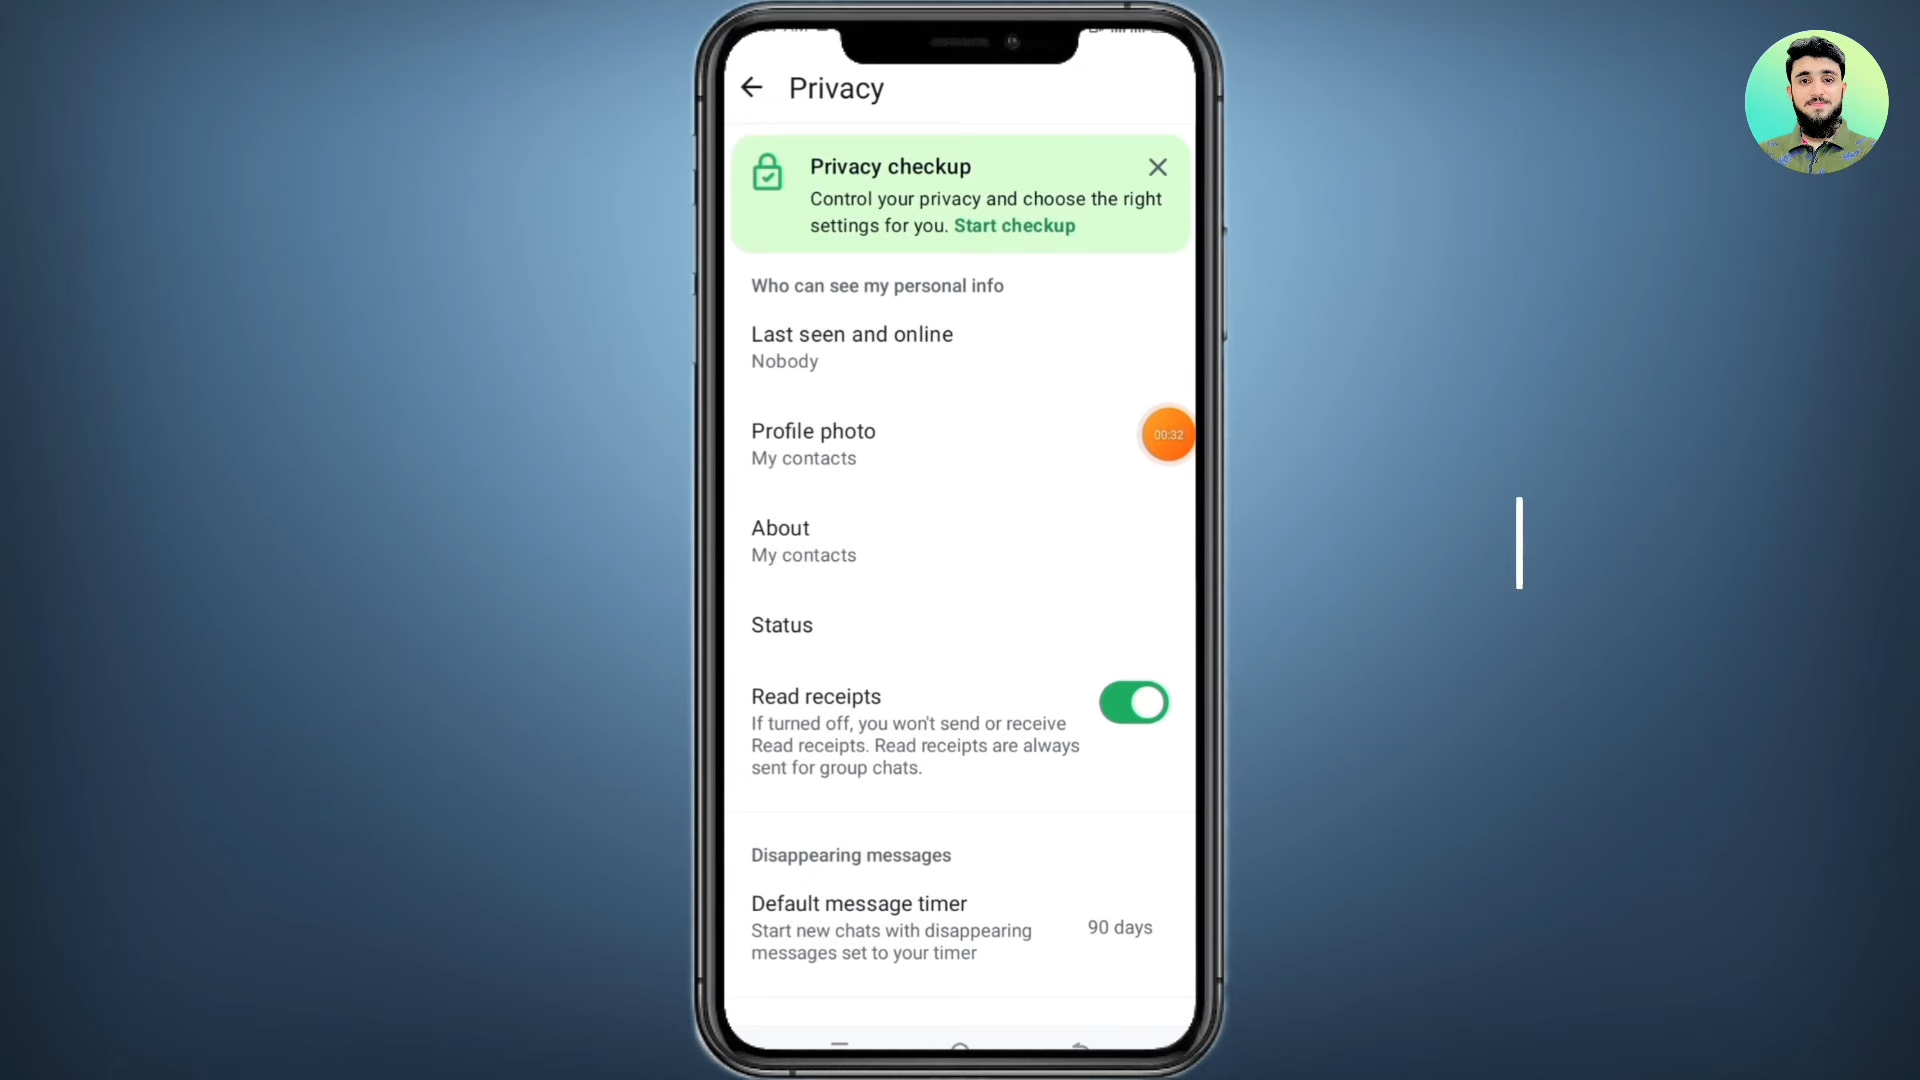 Privacy
Privacy checkup
Control your privacy and choose the right
settings for you. Start checkup
Who can see my personal info
Last seen and online
Nobody
Profile photo
My contacts
00:32
About
My contacts
Status
Read receipts
If turned off, you won't send or receive
Read receipts. Read receipts are always
sent for group chats.
Disappearing messages
Default message timer
Start new chats with disappearing
messages set to your timer
90 days